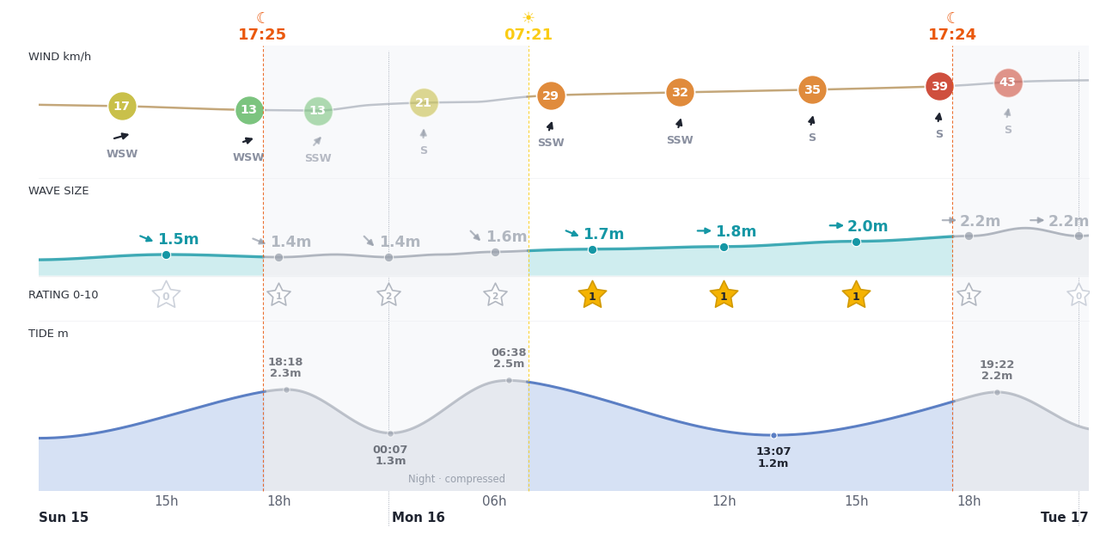 17:25 07:21 17:24
WIND km/h
17 13 13 21 29 32 35 39 43
WSW WSW SSW S SSW SSW S S S
WAVE SIZE
1.5m 1.4m 1.4m 1.6m 1.7m 1.8m 2.0m 2.2m 2.2m
RATING 0-10
0 1 2 2 1 1 1 1 0
TIDE m
18:18 06:38 19:22
2.3m 2.5m 2.2m
00:07 13:07
1.3m 1.2m
Night · compressed
15h 18h 06h 12h 15h 18h
Sun 15 Mon 16 Tue 17